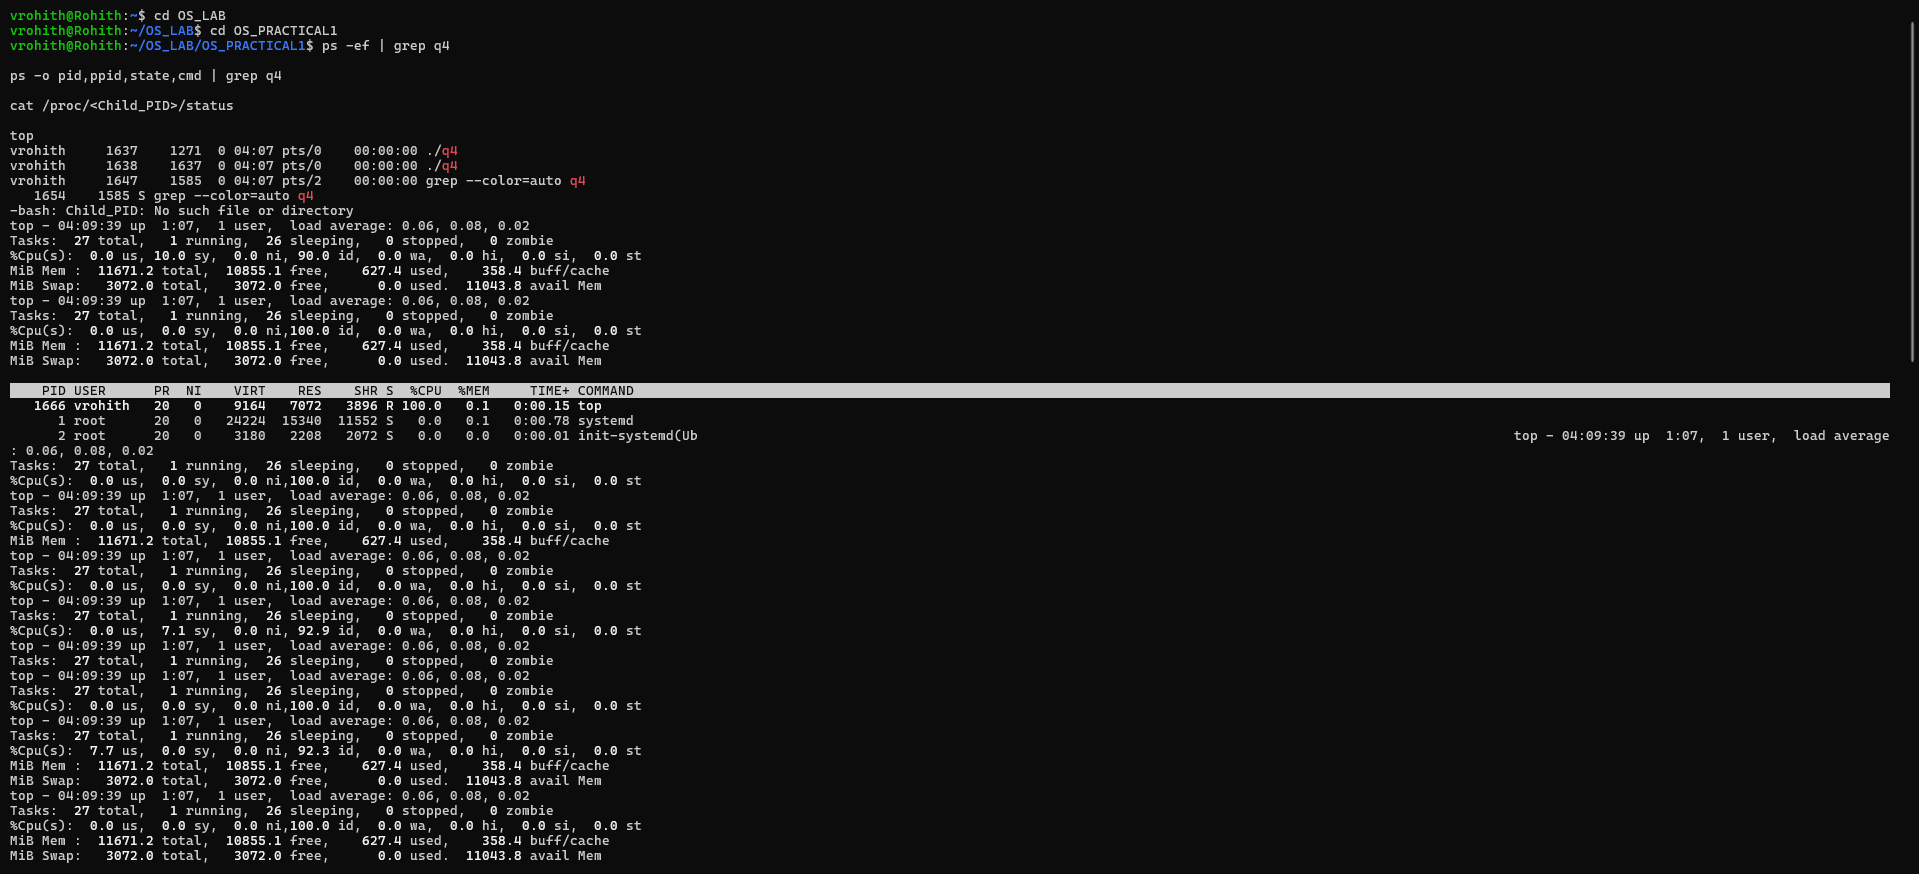 vrohith@Rohith:~$ cd OS_LAB
vrohith@Rohith:~/OS_LAB$ cd OS_PRACTICAL1
vrohith@Rohith:~/OS_LAB/OS_PRACTICAL1$ ps -ef | grep q4
ps -o pid,ppid,state,cmd | grep q4
cat /proc/<Child_PID>/status
top
vrohith     1637    1271  0 04:07 pts/0    00:00:00 ./q4
vrohith     1638    1637  0 04:07 pts/0    00:00:00 ./q4
vrohith     1647    1585  0 04:07 pts/2    00:00:00 grep --color=auto q4
   1654    1585 S grep --color=auto q4
-bash: Child_PID: No such file or directory
top - 04:09:39 up  1:07,  1 user,  load average: 0.06, 0.08, 0.02
Tasks:  27 total,   1 running,  26 sleeping,   0 stopped,   0 zombie
%Cpu(s):  0.0 us, 10.0 sy,  0.0 ni, 90.0 id,  0.0 wa,  0.0 hi,  0.0 si,  0.0 st
MiB Mem :  11671.2 total,  10855.1 free,    627.4 used,    358.4 buff/cache
MiB Swap:   3072.0 total,   3072.0 free,      0.0 used.  11043.8 avail Mem
top - 04:09:39 up  1:07,  1 user,  load average: 0.06, 0.08, 0.02
Tasks:  27 total,   1 running,  26 sleeping,   0 stopped,   0 zombie
%Cpu(s):  0.0 us,  0.0 sy,  0.0 ni,100.0 id,  0.0 wa,  0.0 hi,  0.0 si,  0.0 st
MiB Mem :  11671.2 total,  10855.1 free,    627.4 used,    358.4 buff/cache
MiB Swap:   3072.0 total,   3072.0 free,      0.0 used.  11043.8 avail Mem
    PID USER      PR  NI    VIRT    RES    SHR S  %CPU  %MEM     TIME+ COMMAND
   1666 vrohith   20   0    9164   7072   3896 R 100.0   0.1   0:00.15 top
      1 root      20   0   24224  15340  11552 S   0.0   0.1   0:00.78 systemd
      2 root      20   0    3180   2208   2072 S   0.0   0.0   0:00.01 init-systemd(Ub     top - 04:09:39 up  1:07,  1 user,  load average
: 0.06, 0.08, 0.02
Tasks:  27 total,   1 running,  26 sleeping,   0 stopped,   0 zombie
%Cpu(s):  0.0 us,  0.0 sy,  0.0 ni,100.0 id,  0.0 wa,  0.0 hi,  0.0 si,  0.0 st
top - 04:09:39 up  1:07,  1 user,  load average: 0.06, 0.08, 0.02
Tasks:  27 total,   1 running,  26 sleeping,   0 stopped,   0 zombie
%Cpu(s):  0.0 us,  0.0 sy,  0.0 ni,100.0 id,  0.0 wa,  0.0 hi,  0.0 si,  0.0 st
MiB Mem :  11671.2 total,  10855.1 free,    627.4 used,    358.4 buff/cache
top - 04:09:39 up  1:07,  1 user,  load average: 0.06, 0.08, 0.02
Tasks:  27 total,   1 running,  26 sleeping,   0 stopped,   0 zombie
%Cpu(s):  0.0 us,  0.0 sy,  0.0 ni,100.0 id,  0.0 wa,  0.0 hi,  0.0 si,  0.0 st
top - 04:09:39 up  1:07,  1 user,  load average: 0.06, 0.08, 0.02
Tasks:  27 total,   1 running,  26 sleeping,   0 stopped,   0 zombie
%Cpu(s):  0.0 us,  7.1 sy,  0.0 ni, 92.9 id,  0.0 wa,  0.0 hi,  0.0 si,  0.0 st
top - 04:09:39 up  1:07,  1 user,  load average: 0.06, 0.08, 0.02
Tasks:  27 total,   1 running,  26 sleeping,   0 stopped,   0 zombie
top - 04:09:39 up  1:07,  1 user,  load average: 0.06, 0.08, 0.02
Tasks:  27 total,   1 running,  26 sleeping,   0 stopped,   0 zombie
%Cpu(s):  0.0 us,  0.0 sy,  0.0 ni,100.0 id,  0.0 wa,  0.0 hi,  0.0 si,  0.0 st
top - 04:09:39 up  1:07,  1 user,  load average: 0.06, 0.08, 0.02
Tasks:  27 total,   1 running,  26 sleeping,   0 stopped,   0 zombie
%Cpu(s):  7.7 us,  0.0 sy,  0.0 ni, 92.3 id,  0.0 wa,  0.0 hi,  0.0 si,  0.0 st
MiB Mem :  11671.2 total,  10855.1 free,    627.4 used,    358.4 buff/cache
MiB Swap:   3072.0 total,   3072.0 free,      0.0 used.  11043.8 avail Mem
top - 04:09:39 up  1:07,  1 user,  load average: 0.06, 0.08, 0.02
Tasks:  27 total,   1 running,  26 sleeping,   0 stopped,   0 zombie
%Cpu(s):  0.0 us,  0.0 sy,  0.0 ni,100.0 id,  0.0 wa,  0.0 hi,  0.0 si,  0.0 st
MiB Mem :  11671.2 total,  10855.1 free,    627.4 used,    358.4 buff/cache
MiB Swap:   3072.0 total,   3072.0 free,      0.0 used.  11043.8 avail Mem